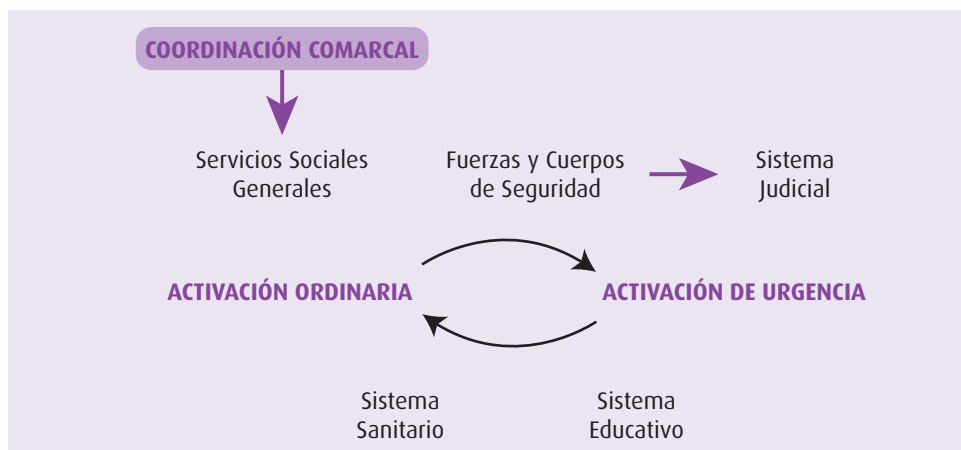 COORDINACIÓN COMARCAL
Servicios Sociales
Generales
Fuerzas y Cuerpos
de Seguridad
Sistema
Judicial
ACTIVACIÓN ORDINARIA
ACTIVACIÓN DE URGENCIA
Sistema
Sanitario
Sistema
Educativo